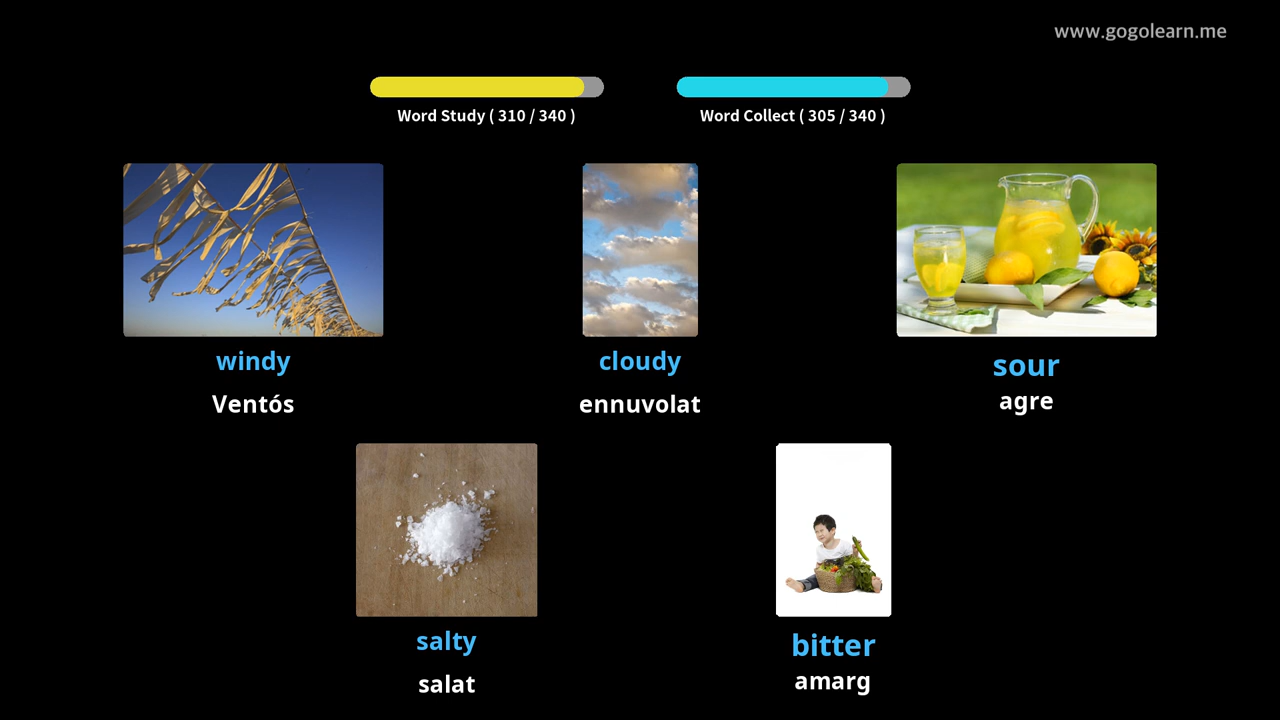 www.gogolearn.me
Word Study ( 310 / 340 )
Word Collect ( 305 / 340 )
windy
Ventós
cloudy
ennuvolat
sour
agre
salty
salat
bitter
amarg